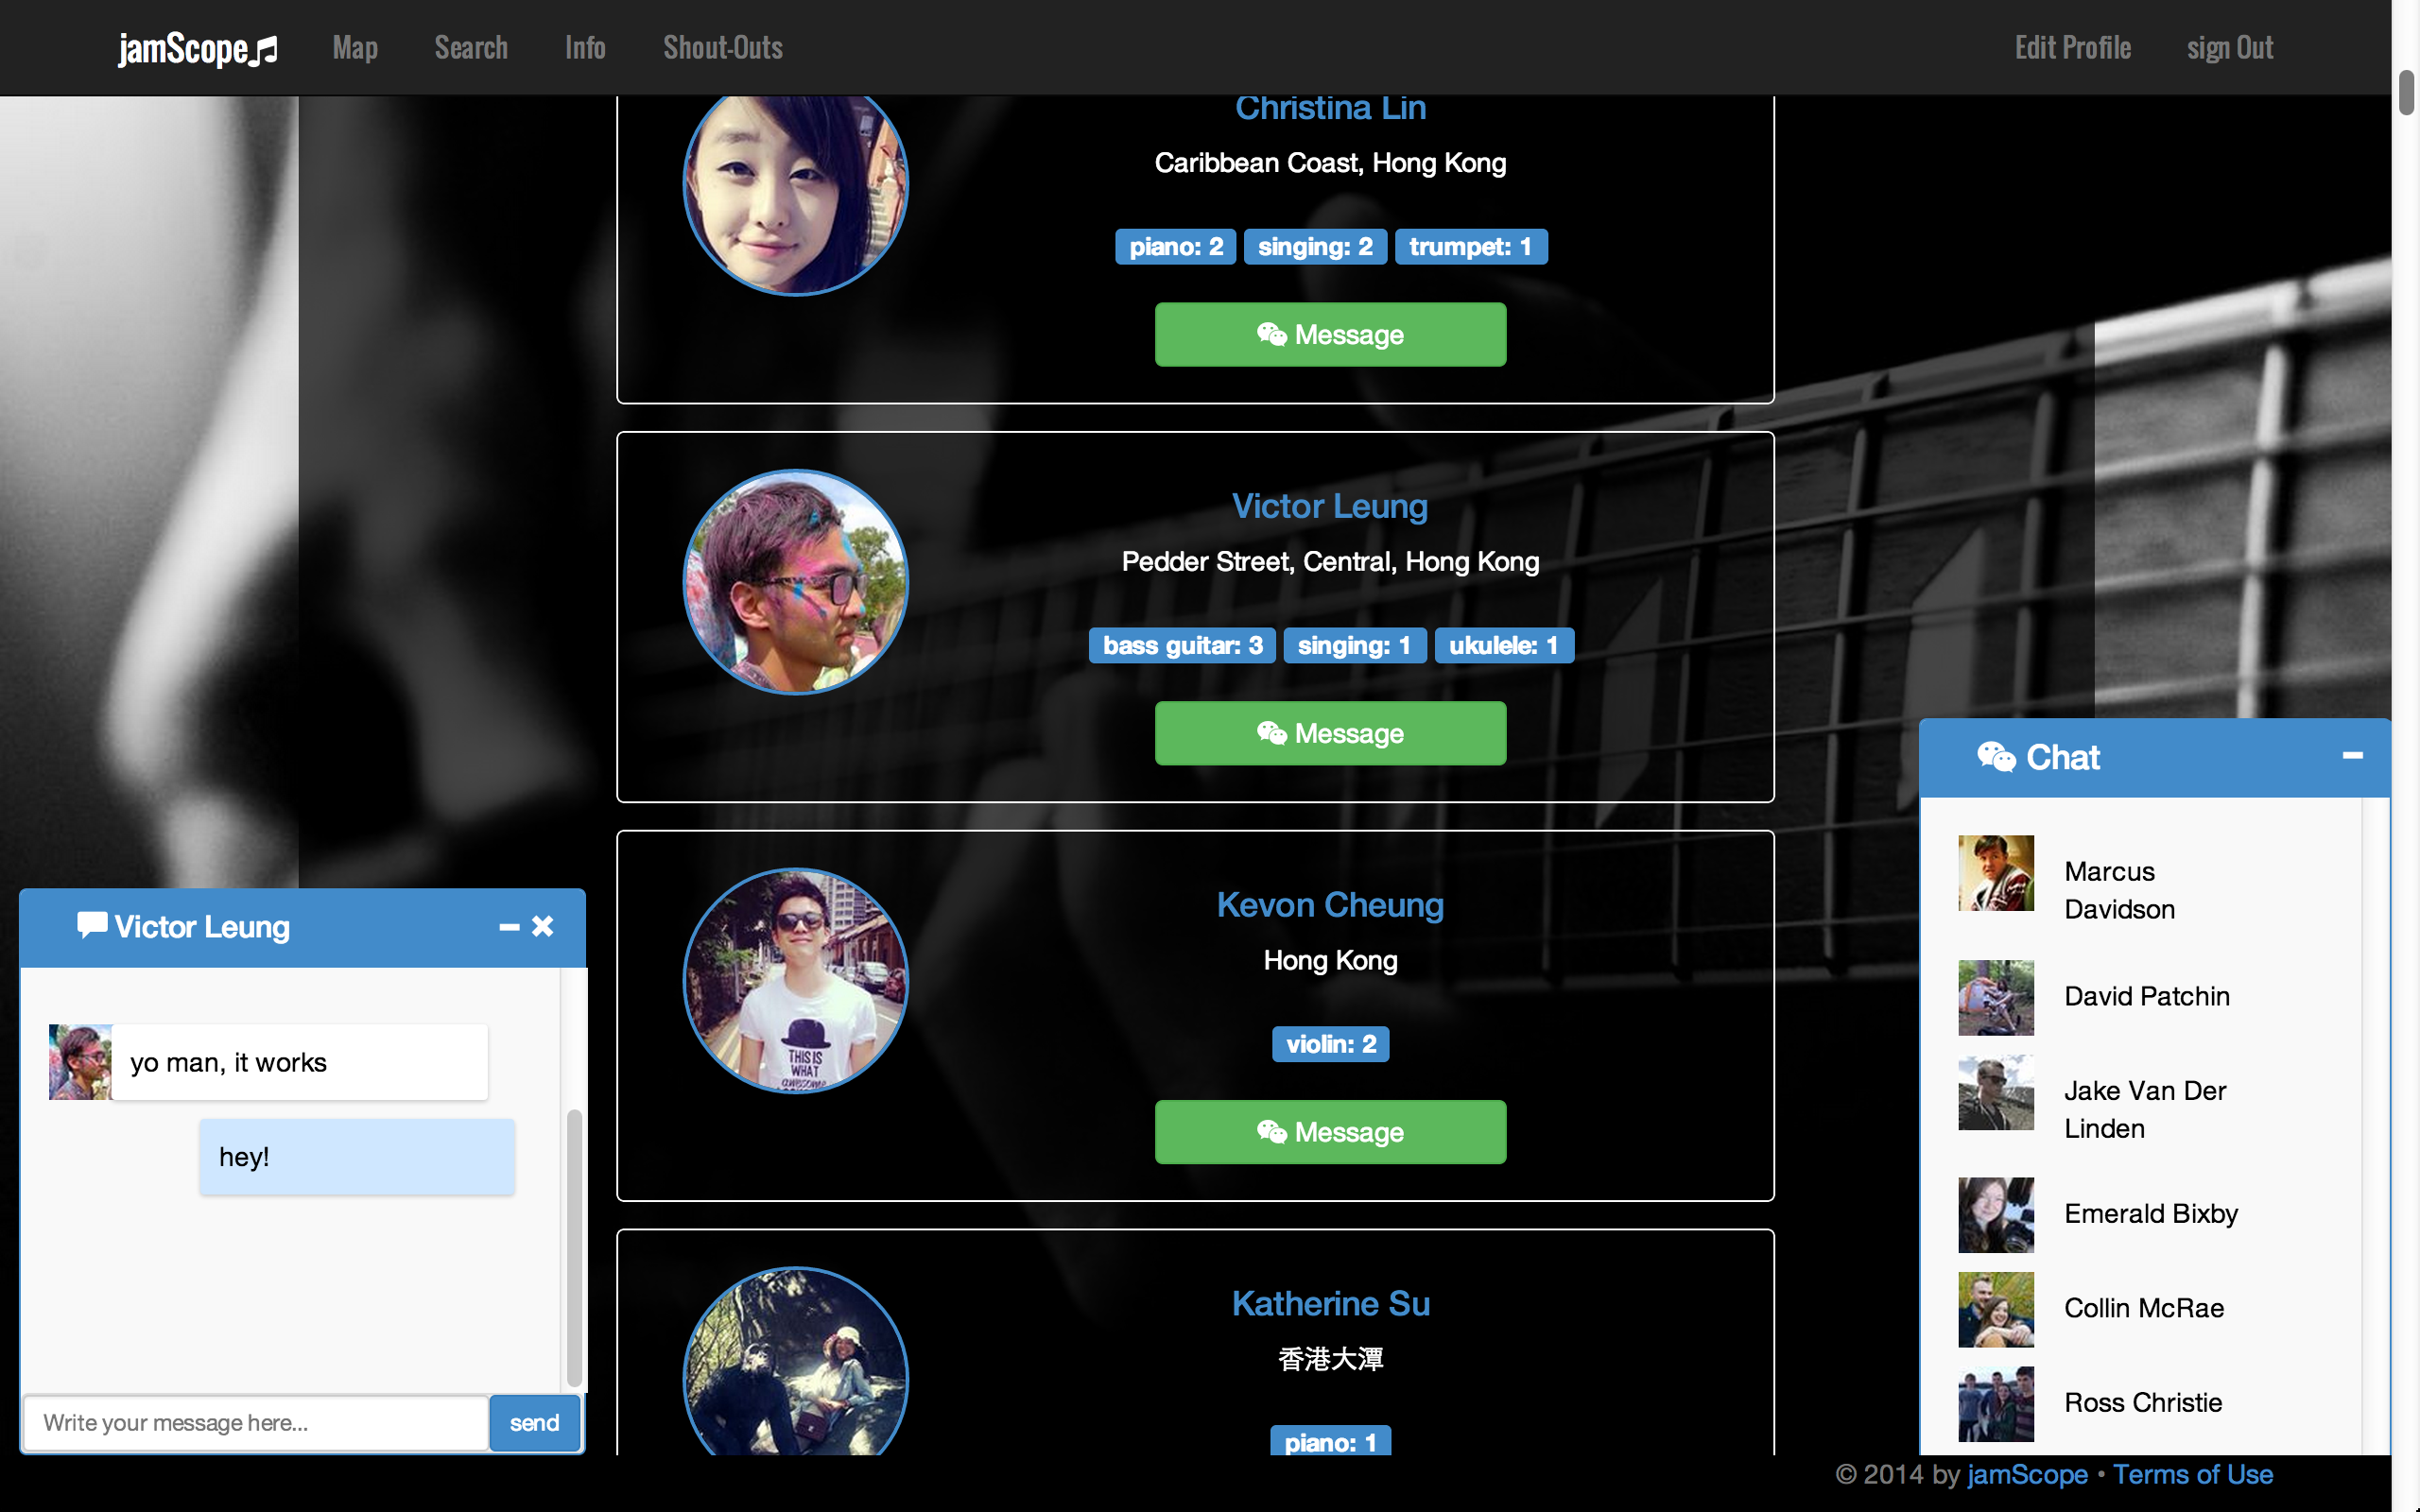 jamScope
Map
Search
Info
Shout-Outs
Edit Profile
sign Out
Christina Lin
Caribbean Coast, Hong Kong
piano: 2
singing: 2
trumpet: 1
Message
Victor Leung
Pedder Street, Central, Hong Kong
bass guitar: 3
singing: 1
ukulele: 1
Message
Kevon Cheung
Hong Kong
violin: 2
Message
THIS IS
WHAT
awesome
Katherine Su
香港大潭
piano: 1
Victor Leung
yo man, it works
hey!
Write your message here...
send
Chat
Marcus
Davidson
David Patchin
Jake Van Der
Linden
Emerald Bixby
Collin McRae
Ross Christie
© 2014 by jamScope • Terms of Use